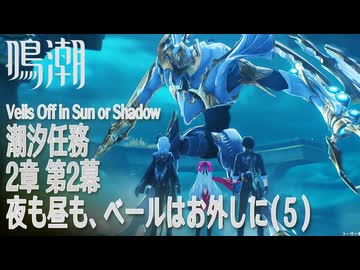 鳴潮
Veils Off in Sun or Shadow
潮汐任務
2章 第2幕
夜も昼も、ベールはお外しに(5)